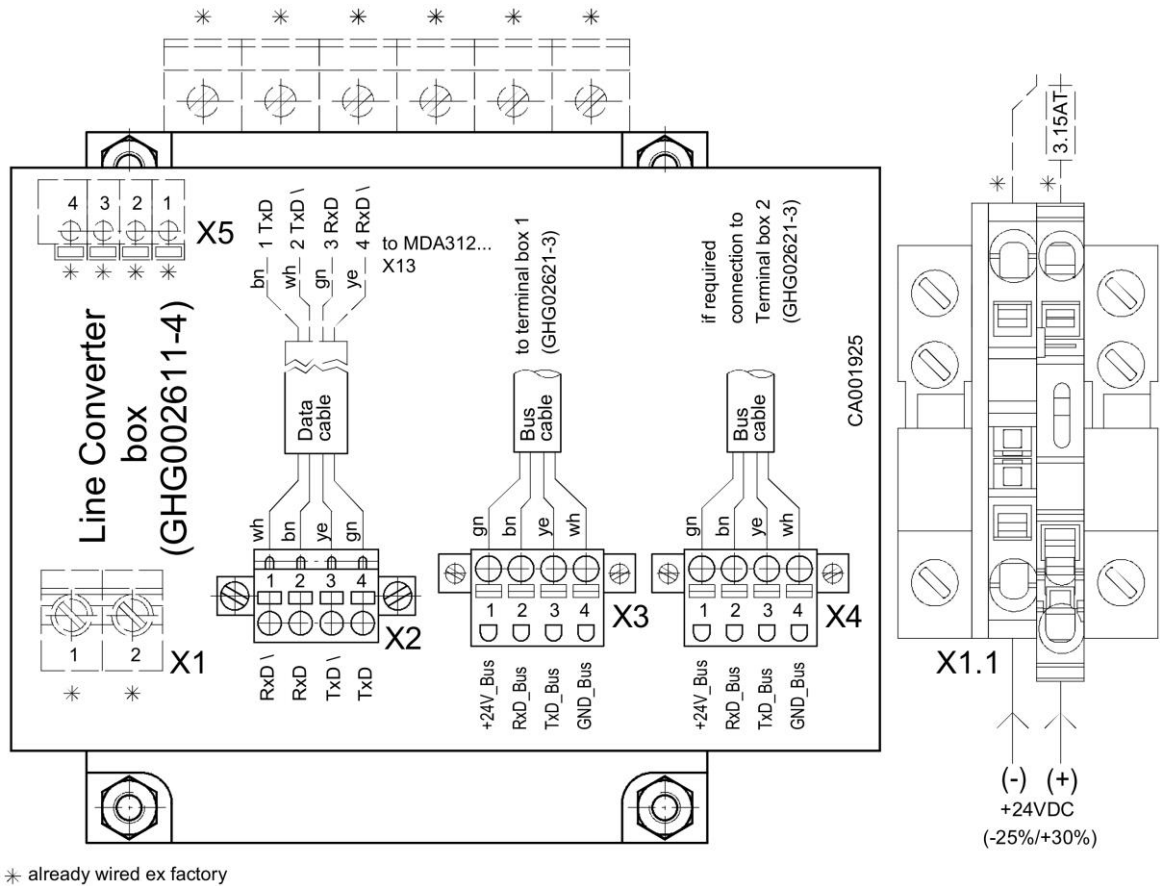 * * * * * *
4 3 2 1
X5
* * * *
Line Converter
box
(GHG002611-4)
1 2
X1
* *
1 TxD
2 TxD \
3 RxD
4 RxD \
to MDA312...
X13
bn
wh
gn
ye
Data
cable
wh
bn
ye
gn
1 2 3 4
X2
RxD \
RxD
TxD \
TxD
to terminal box 1
(GHG02621-3)
Bus
cable
gn
bn
ye
wh
1 2 3 4
X3
+24V_Bus
RxD_Bus
TxD_Bus
GND_Bus
if required
connection to
Terminal box 2
(GHG02621-3)
Bus
cable
gn
bn
ye
wh
1 2 3 4
X4
+24V_Bus
RxD_Bus
TxD_Bus
GND_Bus
CA001925
3.15AT
* *
X1.1
(-) (+)
+24VDC
(-25%/+30%)
* already wired ex factory